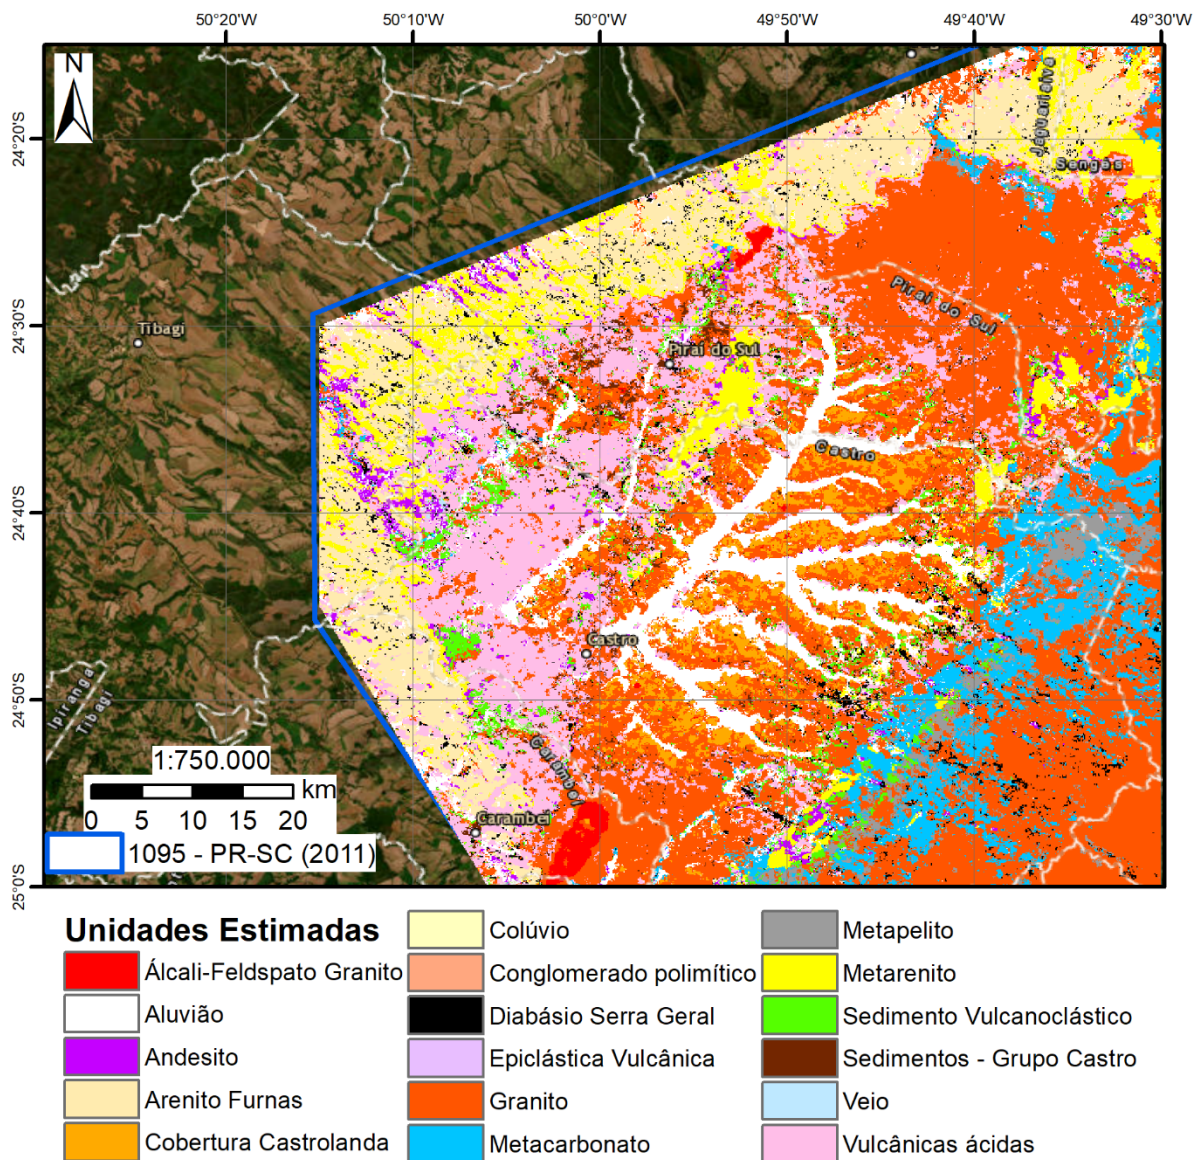 50°20'W 50°10'W 50°0'W 49°50'W 49°40'W 49°30'W
N
24°20'S
24°30'S
24°40'S
24°50'S
25°0'S
Jaguariaíva
Sengés
Piraí do Sul
Tibagi
Piraí do Sul
Castro
Castro
Ipiranga
Tibagi
Carambeí
Carambeí
1:750.000
km
0 5 10 15 20
1095 - PR-SC (2011)
Unidades Estimadas
Álcali-Feldspato Granito
Aluvião
Andesito
Arenito Furnas
Cobertura Castrolanda
Colúvio
Conglomerado polimítico
Diabásio Serra Geral
Epiclástica Vulcânica
Granito
Metacarbonato
Metapelito
Metarenito
Sedimento Vulcanoclástico
Sedimentos - Grupo Castro
Veio
Vulcânicas ácidas